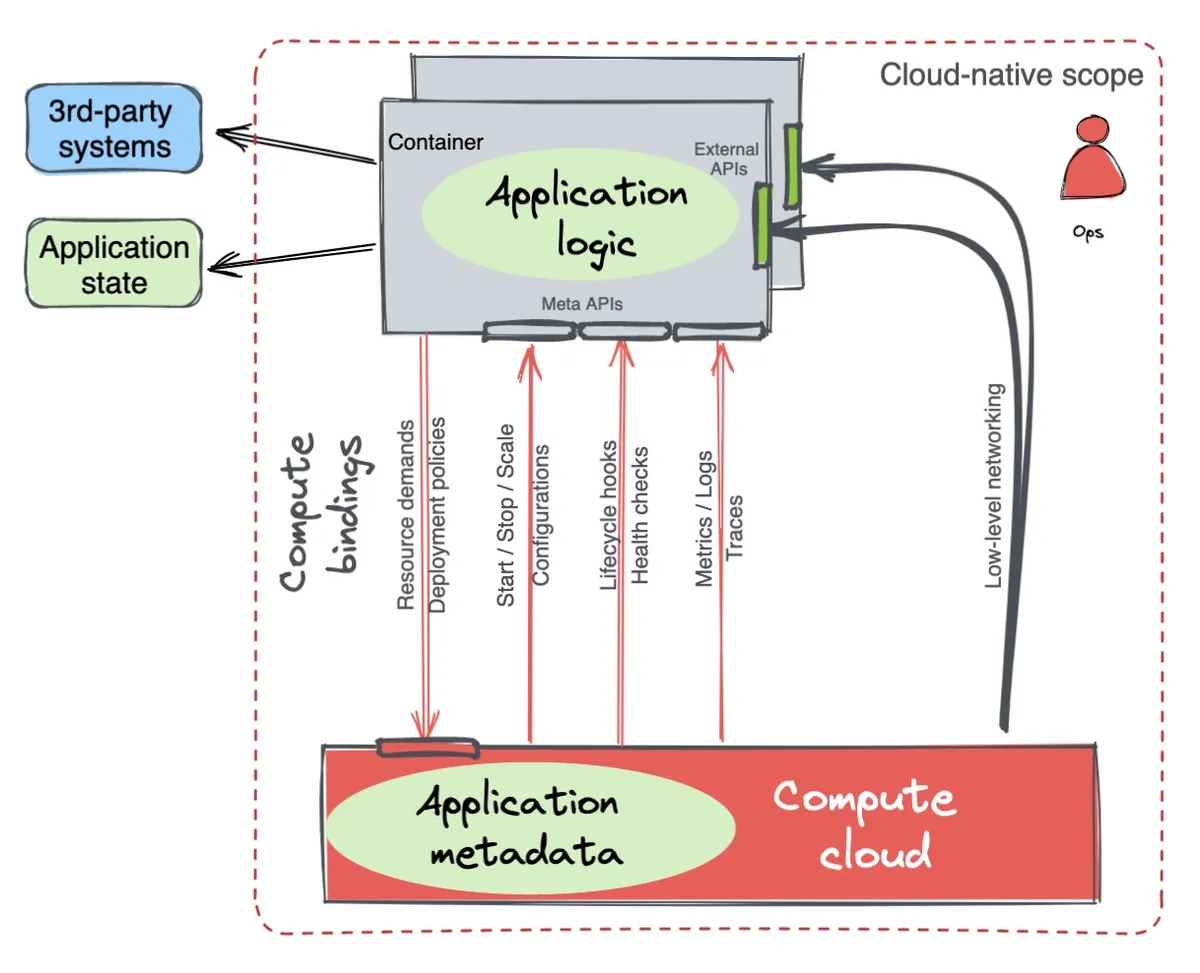 Cloud-native scope
3rd-party
systems
Container
External
APIs
Application
logic
Ops
Application
state
Meta APIs
Compute
bindings
Resource demands
Deployment policies
Start / Stop / Scale
Configurations
Lifecycle hooks
Health checks
Metrics / Logs
Traces
Low-level networking
Application
metadata
Compute
cloud